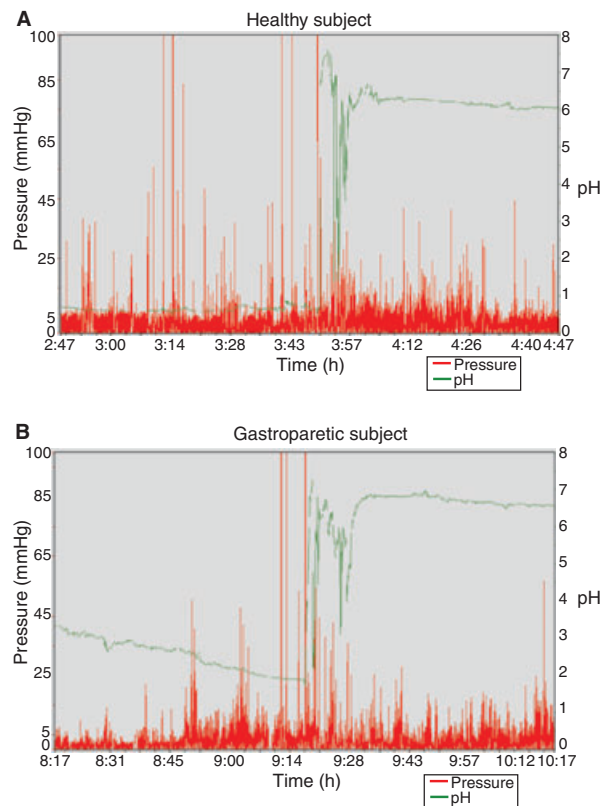 A
Healthy subject
100
85
65
45
25
5
0
Pressure (mmHg)
8
7
6
5
4
3
2
1
0
pH
2:47 3:00 3:14 3:28 3:43 3:57 4:12 4:26 4:40 4:47
Time (h)
Pressure
pH
B
Gastroparetic subject
100
85
65
45
25
5
0
Pressure (mmHg)
8
7
6
5
4
3
2
1
0
pH
8:17 8:31 8:45 9:00 9:14 9:28 9:43 9:57 10:12 10:17
Time (h)
Pressure
pH